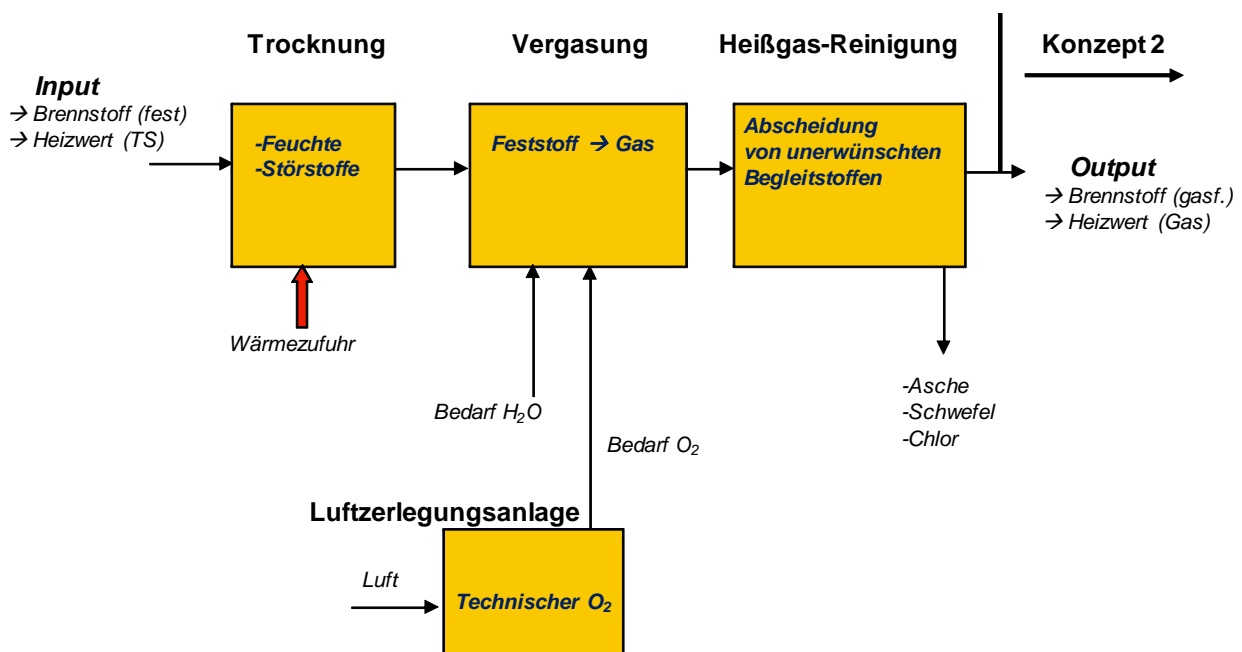 Trocknung
Vergasung
Heißgas-Reinigung
Konzept 2
Input
→ Brennstoff (fest)
→ Heizwert (TS)
-Feuchte
-Störstoffe
Feststoff → Gas
Abscheidung
von unerwünschten
Begleitstoffen
Output
→ Brennstoff (gasf.)
→ Heizwert (Gas)
Wärmezufuhr
Bedarf H₂O
Bedarf O₂
-Asche
-Schwefel
-Chlor
Luftzerlegungsanlage
Luft
Technischer O₂